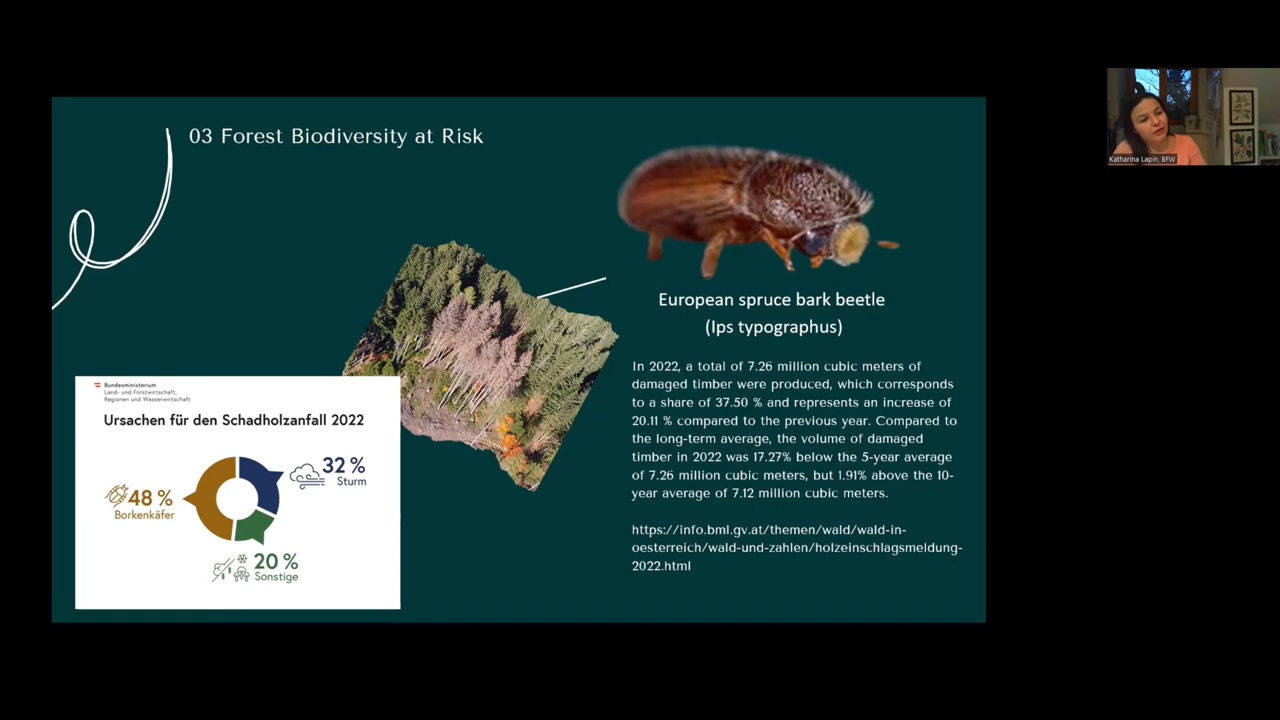 03 Forest Biodiversity at Risk
Katharina Lapin, BFW
European spruce bark beetle
(Ips typographus)
In 2022, a total of 7.26 million cubic meters of
damaged timber were produced, which corresponds
to a share of 37.50 % and represents an increase of
20.11 % compared to the previous year. Compared to
the long-term average, the volume of damaged
timber in 2022 was 17.27% below the 5-year average
of 7.26 million cubic meters, but 1.91% above the 10-
year average of 7.12 million cubic meters.
https://info.bml.gv.at/themen/wald/wald-in-
oesterreich/wald-und-zahlen/holzeinschlagsmeldung-
2022.html
Bundesministerium
Land- und Forstwirtschaft,
Regionen und Wasserwirtschaft
Ursachen für den Schadholzanfall 2022
32 %
Sturm
48 %
Borkenkäfer
20 %
Sonstige